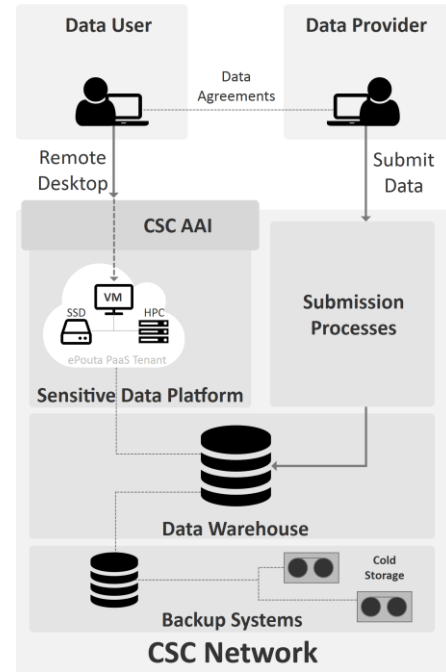 Data User
Data Provider
Data
Agreements
Remote
Desktop
Submit
Data
CSC AAI
VM
SSD
HPC
ePouta PaaS Tenant
Sensitive Data Platform
Submission
Processes
Data Warehouse
Cold
Storage
Backup Systems
CSC Network